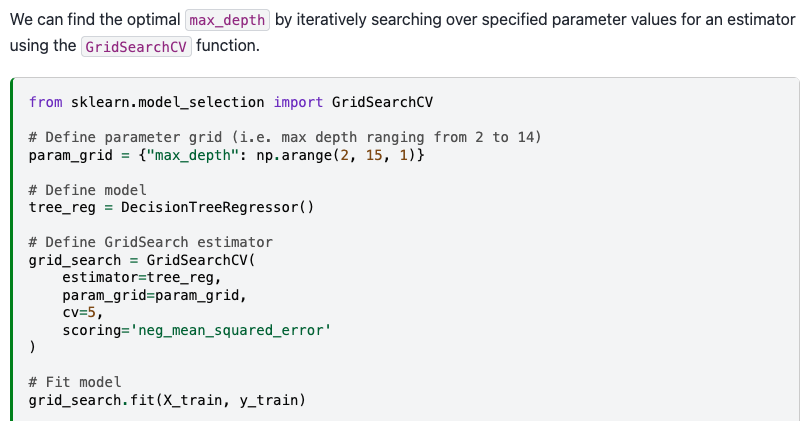 We can find the optimal max_depth by iteratively searching over specified parameter values for an estimator
using the GridSearchCV function.
from sklearn.model_selection import GridSearchCV
# Define parameter grid (i.e. max depth ranging from 2 to 14)
param_grid = {"max_depth": np.arange(2, 15, 1)}
# Define model
tree_reg = DecisionTreeRegressor()
# Define GridSearch estimator
grid_search = GridSearchCV(
    estimator=tree_reg,
    param_grid=param_grid,
    cv=5,
    scoring='neg_mean_squared_error'
)
# Fit model
grid_search.fit(X_train, y_train)